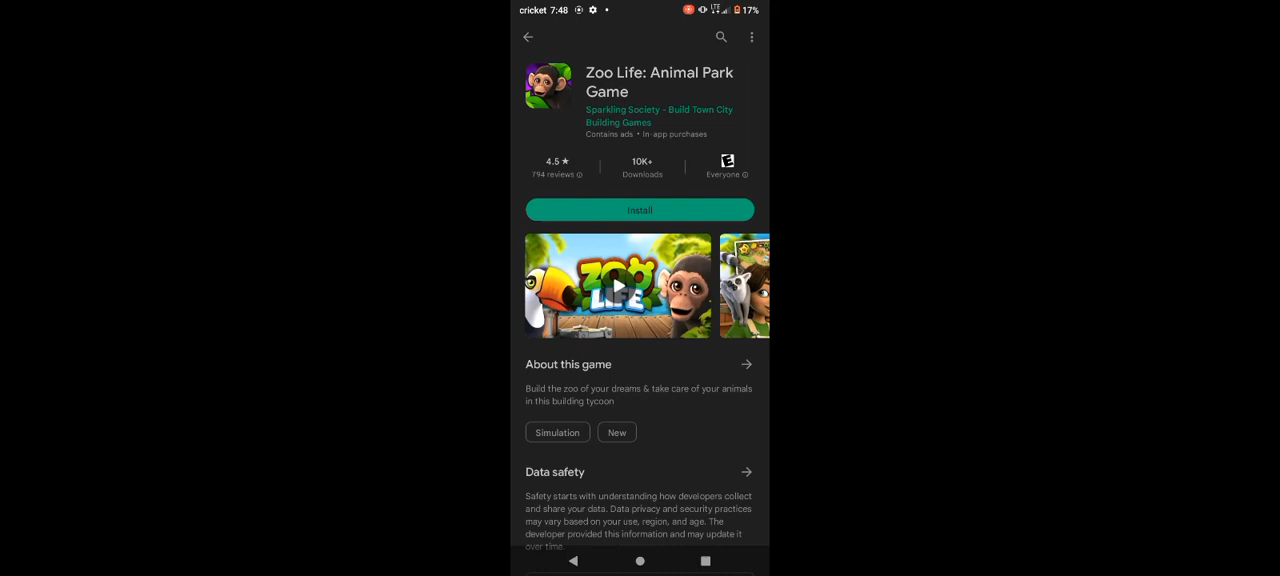 cricket 7:48 17%
LTE
Zoo Life: Animal Park
Game
Sparkling Society - Build Town City
Building Games
Contains ads • In-app purchases
4.5 ★ 10K+ E
794 reviews Downloads Everyone
Install
ZOO
LIFE
About this game
Build the zoo of your dreams & take care of your animals
in this building tycoon
Simulation New
Data safety
Safety starts with understanding how developers collect
and share your data. Data privacy and security practices
may vary based on your use, region, and age. The
developer provided this information and may update it
over time.